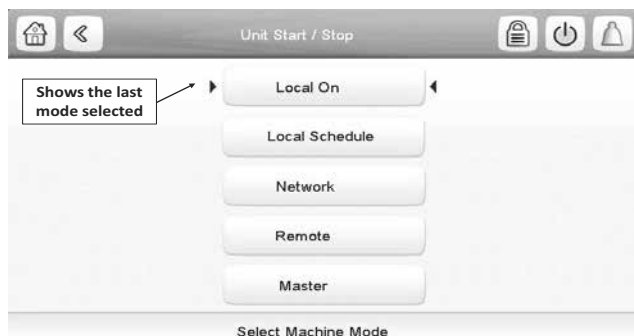 Unit Start / Stop
Shows the last
mode selected
Local On
Local Schedule
Network
Remote
Master
Select Machine Mode